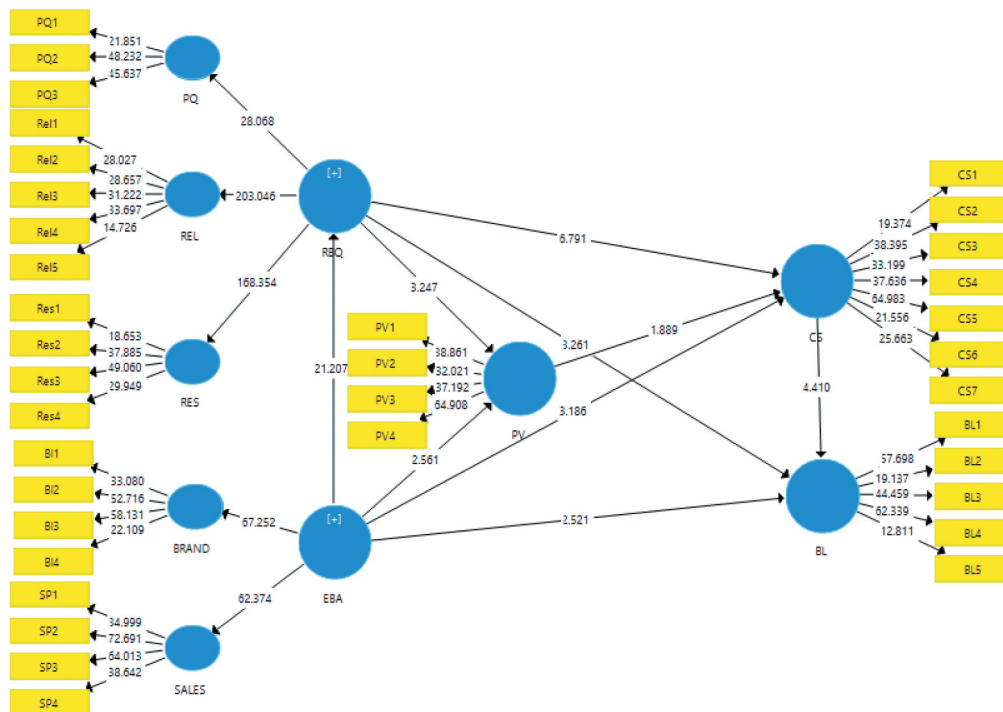 PQ1
PQ2
PQ3
21.851
48.232
45.637
PQ
Rel1
Rel2
Rel3
Rel4
Rel5
28.027
28.657
31.222
33.697
14.726
REL
28.068
203.046
168.354
[+]
RBQ
Res1
Res2
Res3
Res4
18.653
37.885
49.060
29.949
RES
21.207
BI1
BI2
BI3
BI4
33.080
52.716
58.131
22.109
BRAND
67.252
[+]
EBA
62.374
SP1
SP2
SP3
SP4
34.999
72.691
64.013
38.642
SALES
PV1
PV2
PV3
PV4
38.861
32.021
37.192
64.908
PV
3.247
2.561
6.791
1.889
3.261
3.186
2.521
4.410
CS
CS1
CS2
CS3
CS4
CS5
CS6
CS7
19.374
38.395
33.199
37.636
64.983
21.556
25.663
BL
BL1
BL2
BL3
BL4
BL5
19.137
44.459
62.339
12.811